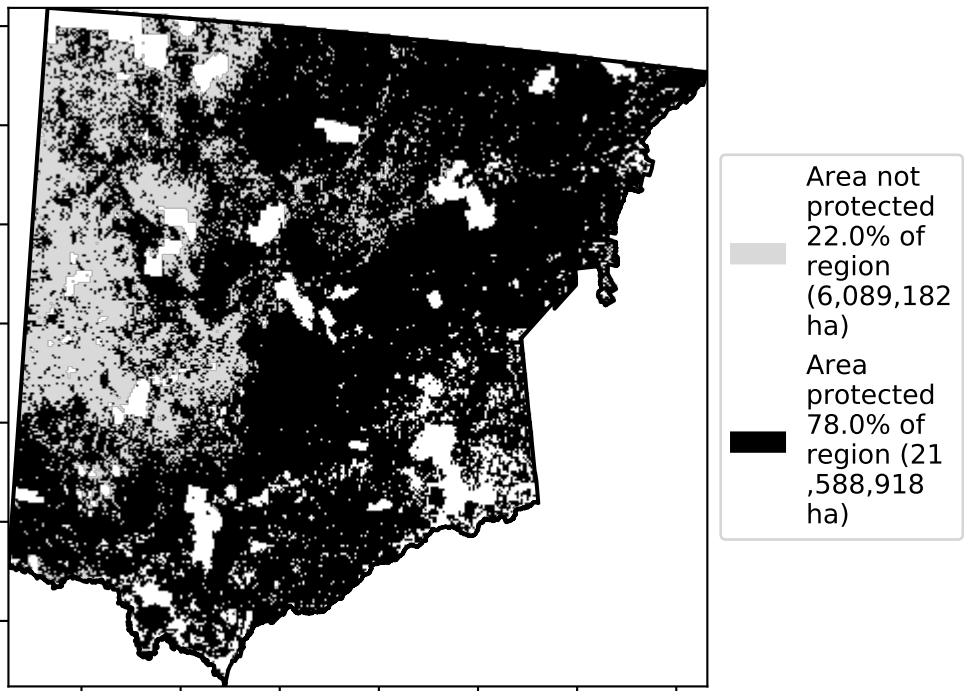 Area not
protected
22.0% of
region
(6,089,182
ha)
Area
protected
78.0% of
region (21
,588,918
ha)